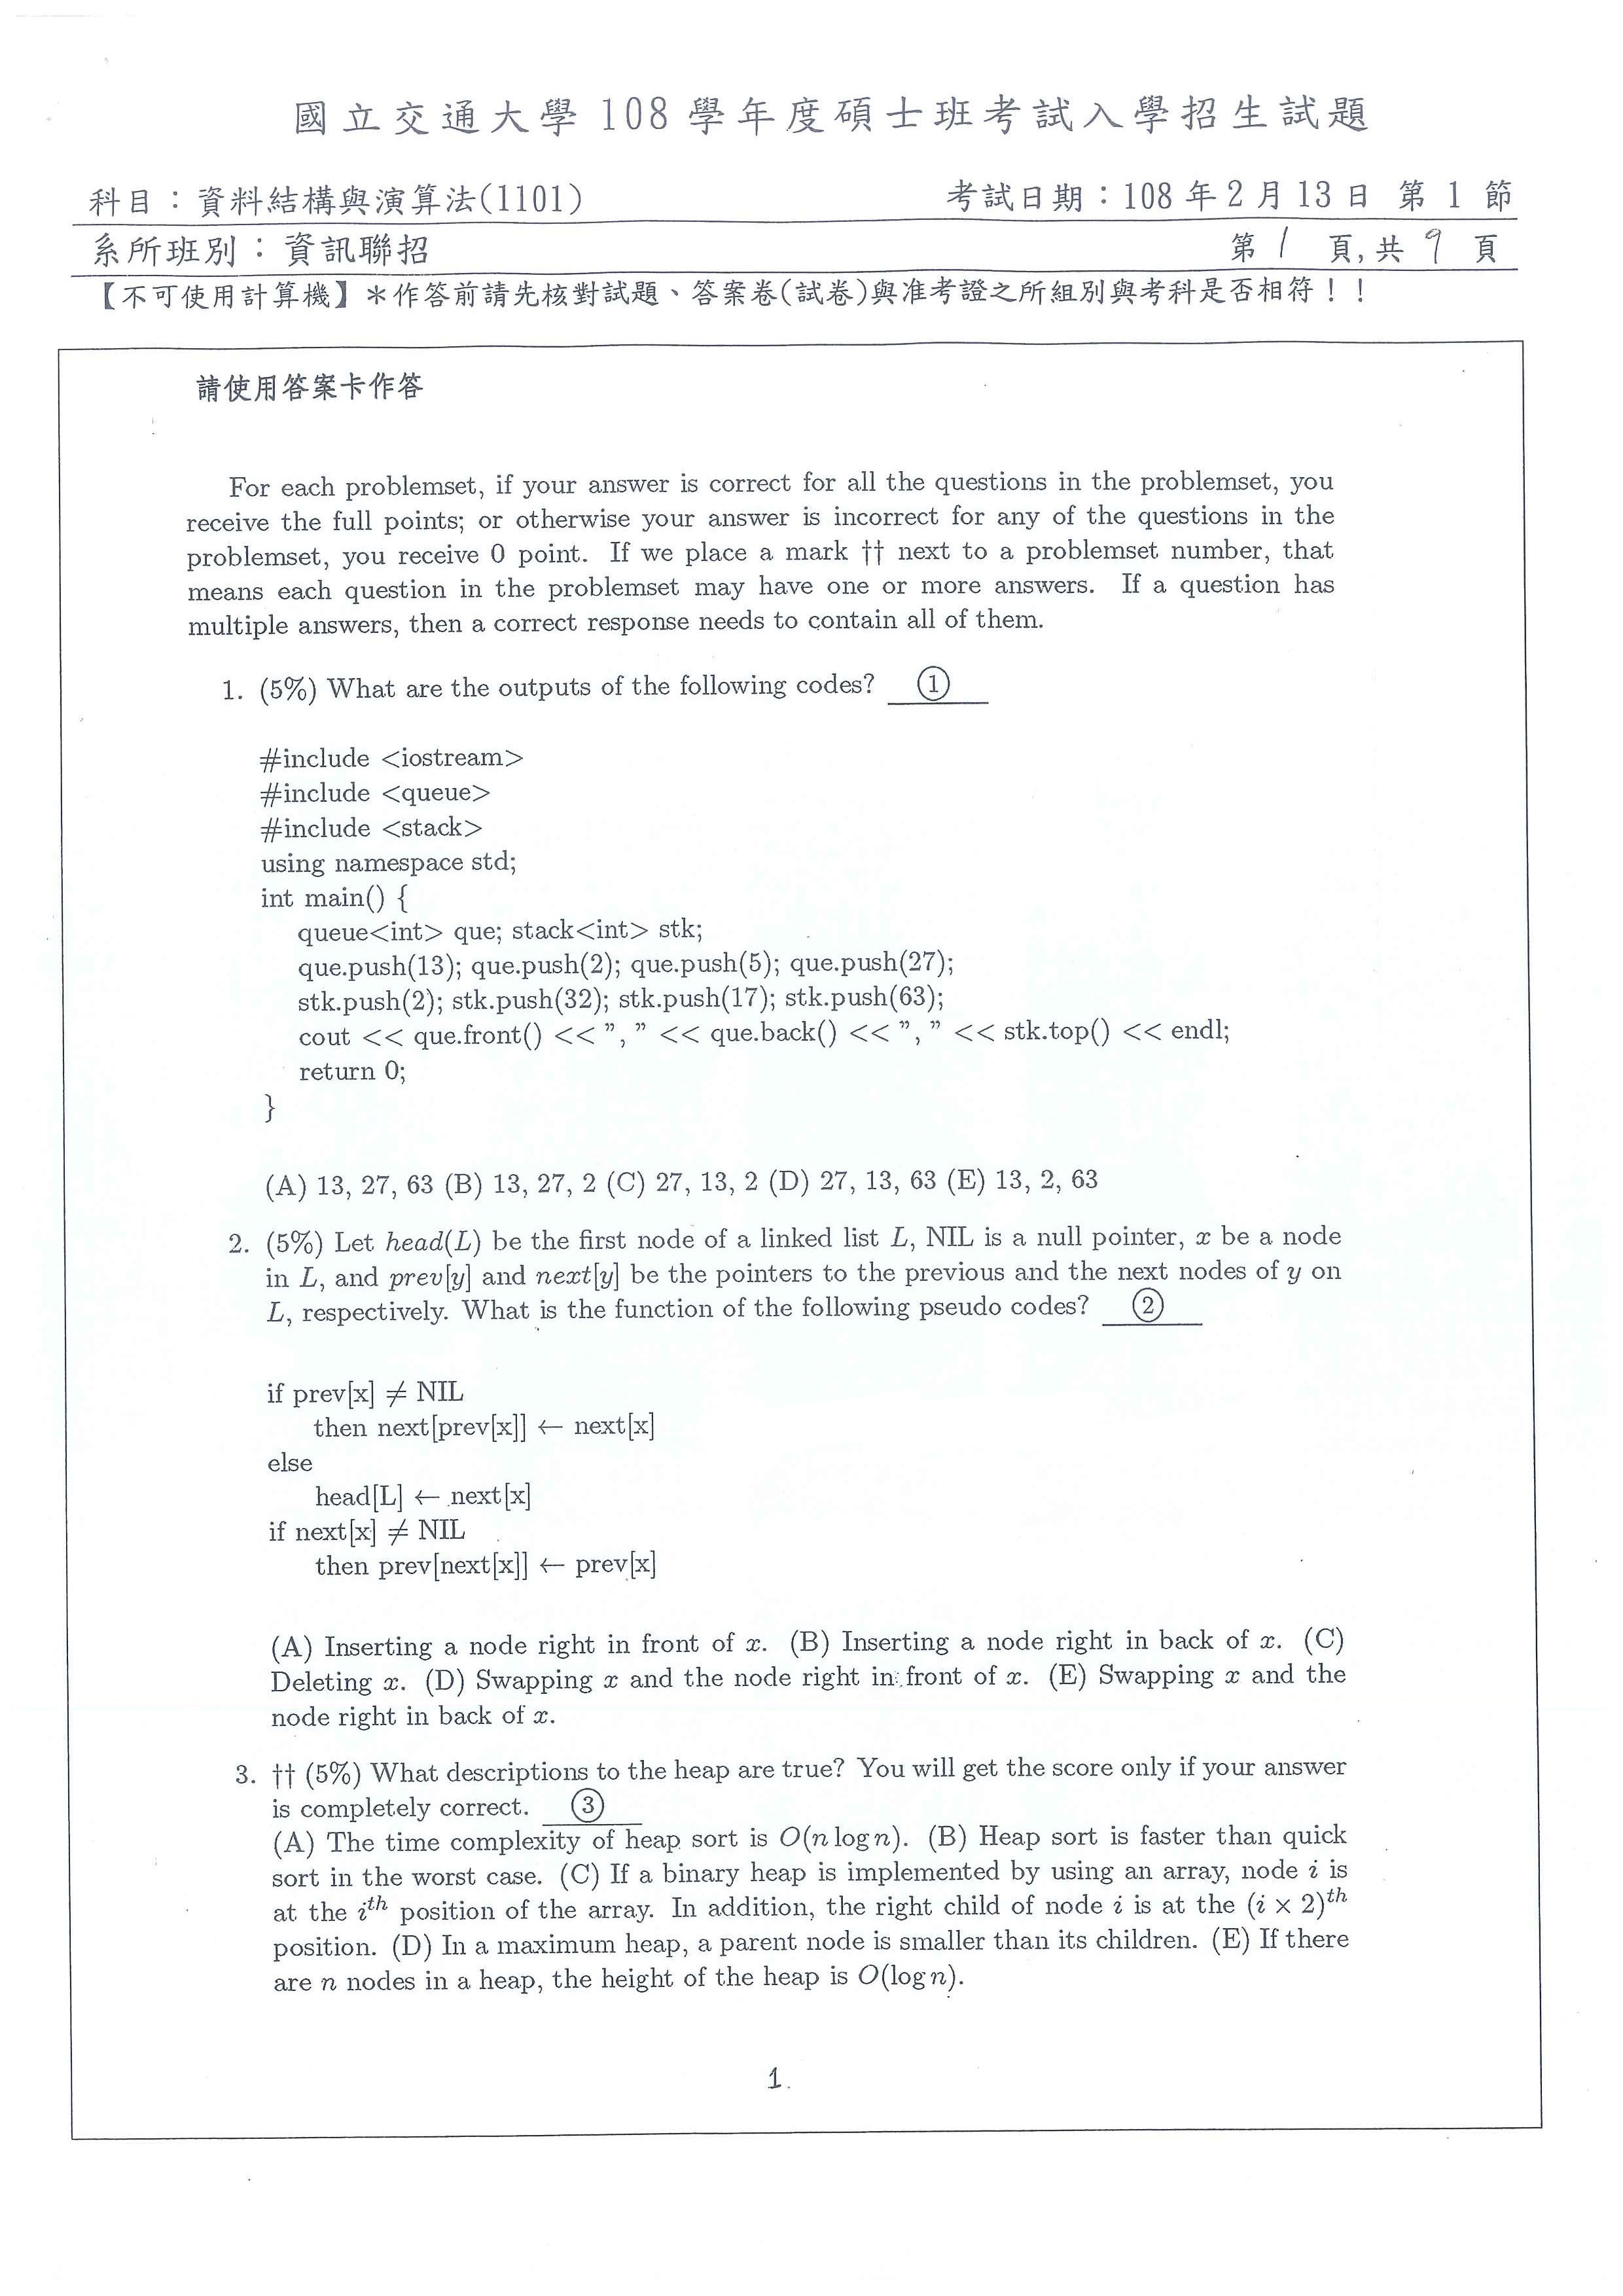 國立交通大學 108 學年度碩士班考試入學招生試題
科目：資料結構與演算法(1101)
考試日期：108 年 2 月 13 日 第 1 節
系所班別：資訊聯招
第 1 頁,共 9 頁
【不可使用計算機】＊作答前請先核對試題、答案卷(試卷)與准考證之所組別與考科是否相符！！
請使用答案卡作答
For each problemset, if your answer is correct for all the questions in the problemset, you
receive the full points; or otherwise your answer is incorrect for any of the questions in the
problemset, you receive 0 point. If we place a mark †† next to a problemset number, that
means each question in the problemset may have one or more answers. If a question has
multiple answers, then a correct response needs to contain all of them.
1. (5%) What are the outputs of the following codes? ①
#include <iostream>
#include <queue>
#include <stack>
using namespace std;
int main() {
queue<int> que; stack<int> stk;
que.push(13); que.push(2); que.push(5); que.push(27);
stk.push(2); stk.push(32); stk.push(17); stk.push(63);
cout << que.front() << ”, ” << que.back() << ”, ” << stk.top() << endl;
return 0;
}
(A) 13, 27, 63 (B) 13, 27, 2 (C) 27, 13, 2 (D) 27, 13, 63 (E) 13, 2, 63
2. (5%) Let head(L) be the first node of a linked list L, NIL is a null pointer, x be a node
in L, and prev[y] and next[y] be the pointers to the previous and the next nodes of y on
L, respectively. What is the function of the following pseudo codes? ②
if prev[x] ≠ NIL
then next[prev[x]] ← next[x]
else
head[L] ← next[x]
if next[x] ≠ NIL
then prev[next[x]] ← prev[x]
(A) Inserting a node right in front of x. (B) Inserting a node right in back of x. (C)
Deleting x. (D) Swapping x and the node right in front of x. (E) Swapping x and the
node right in back of x.
3. †† (5%) What descriptions to the heap are true? You will get the score only if your answer
is completely correct. ③
(A) The time complexity of heap sort is O(n log n). (B) Heap sort is faster than quick
sort in the worst case. (C) If a binary heap is implemented by using an array, node i is
at the i^th position of the array. In addition, the right child of node i is at the (i × 2)^th
position. (D) In a maximum heap, a parent node is smaller than its children. (E) If there
are n nodes in a heap, the height of the heap is O(log n).
1